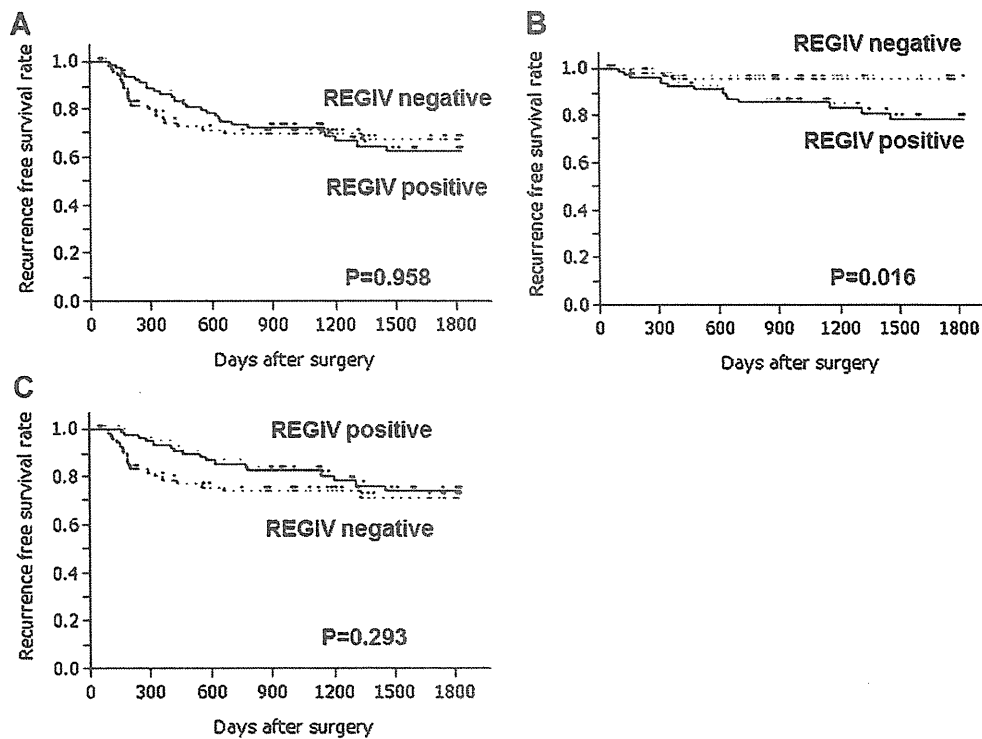 A
Recurrence free survival rate
1.0
0.8
0.6
0.4
0.2
0.0
REGIV negative
REGIV positive
P=0.958
0 300 600 900 1200 1500 1800
Days after surgery
B
Recurrence free survival rate
1.0
0.8
0.6
0.4
0.2
0.0
REGIV negative
REGIV positive
P=0.016
0 300 600 900 1200 1500 1800
Days after surgery
C
Recurrence free survival rate
1.0
0.8
0.6
0.4
0.2
0.0
REGIV positive
REGIV negative
P=0.293
0 300 600 900 1200 1500 1800
Days after surgery